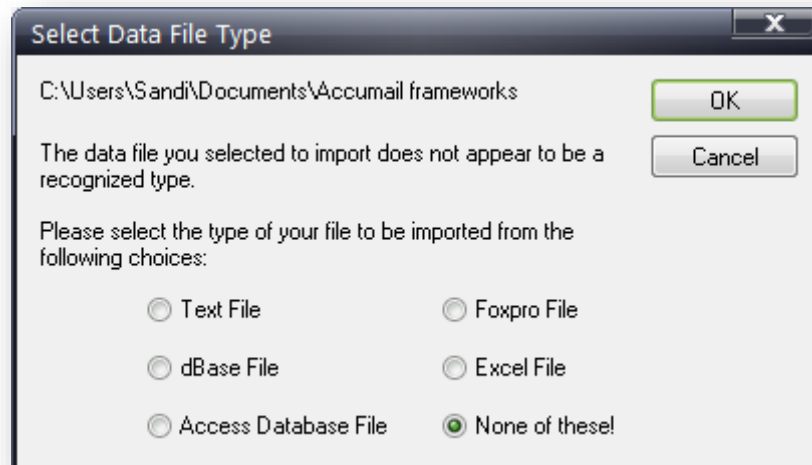 Select Data File Type
X
C:\Users\Sandi\Documents\Accumail frameworks
OK
The data file you selected to import does not appear to be a
recognized type.
Cancel
Please select the type of your file to be imported from the
following choices:
Text File
Foxpro File
dBase File
Excel File
Access Database File
None of these!